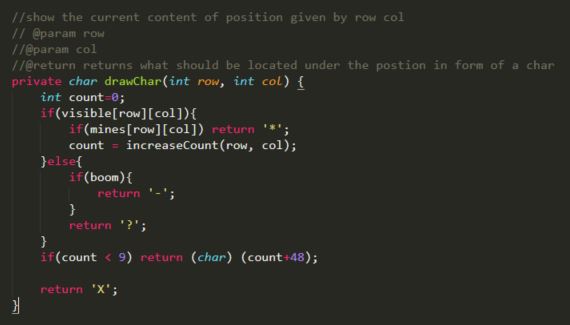 //show the current content of position given by row col
// @param row
//@param col
//@return returns what should be located under the postion in form of a char
private char drawChar(int row, int col) {
    int count=0;
    if(visible[row][col]){
        if(mines[row][col]) return '*';
        count = increaseCount(row, col);
    }else{
        if(boom){
            return '-';
        }
        return '?';
    }
    if(count < 9) return (char) (count+48);

    return 'X';
}